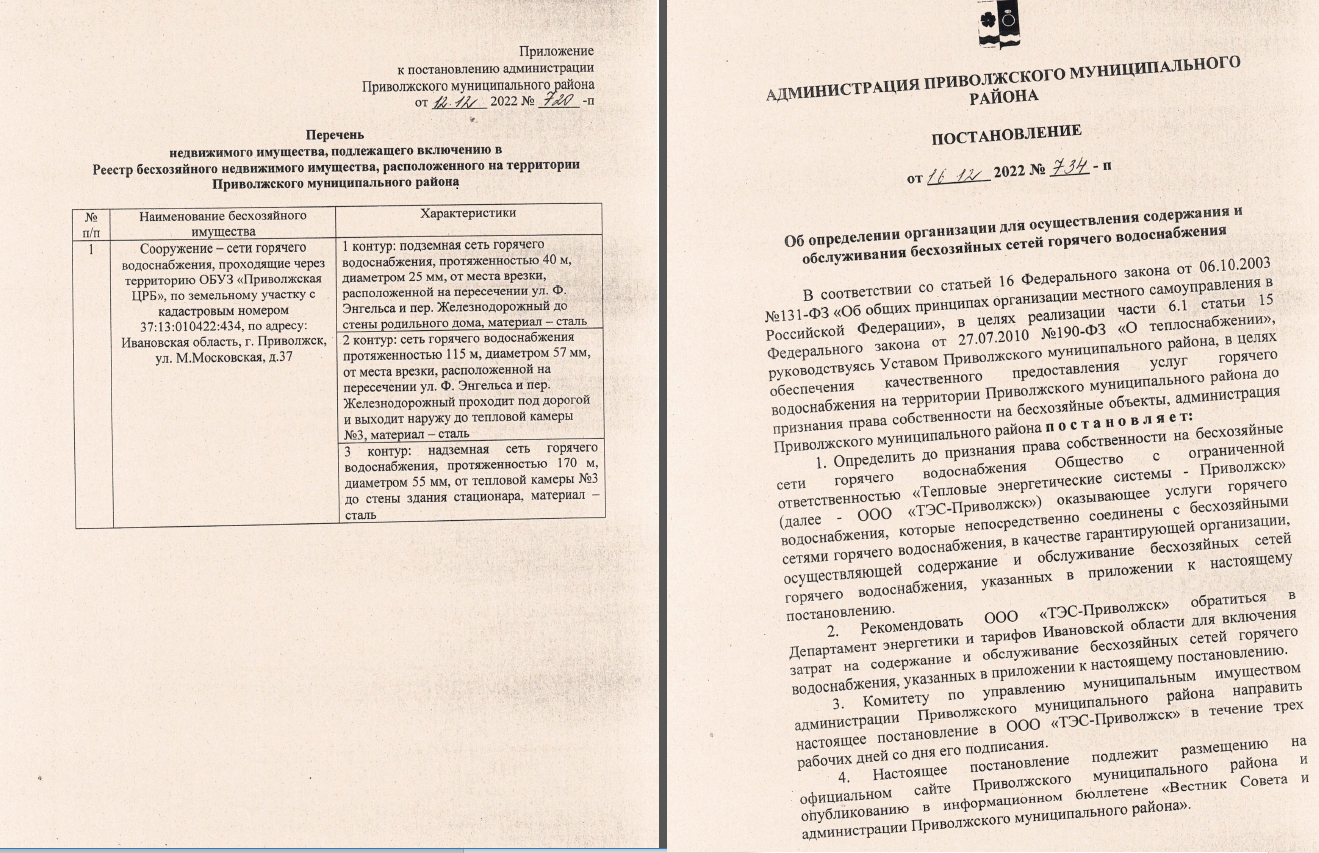 Приложение
к постановлению администрации
Приволжского муниципального района
от 12.12 2022 № 720 -п
Перечень
недвижимого имущества, подлежащего включению в
Реестр бесхозяйного недвижимого имущества, расположенного на территории
Приволжского муниципального района
№
п/п
Наименование бесхозяйного
имущества
Характеристики
1
Сооружение – сети горячего
водоснабжения, проходящие через
территорию ОБУЗ «Приволжская
ЦРБ», по земельному участку с
кадастровым номером
37:13:010422:434, по адресу:
Ивановская область, г. Приволжск,
ул. М.Московская, д.37
1 контур: подземная сеть горячего
водоснабжения, протяженностью 40 м,
диаметром 25 мм, от места врезки,
расположенной на пересечении ул. Ф.
Энгельса и пер. Железнодорожный до
стены родильного дома, материал – сталь
2 контур: сеть горячего водоснабжения
протяженностью 115 м, диаметром 57 мм,
от места врезки, расположенной на
пересечении ул. Ф. Энгельса и пер.
Железнодорожный проходит под дорогой
и выходит наружу до тепловой камеры
№3, материал – сталь
3 контур: надземная сеть горячего
водоснабжения, протяженностью 170 м,
диаметром 55 мм, от тепловой камеры №3
до стены здания стационара, материал –
сталь
АДМИНИСТРАЦИЯ ПРИВОЛЖСКОГО МУНИЦИПАЛЬНОГО
РАЙОНА
ПОСТАНОВЛЕНИЕ
от 16 12 2022 № 734 - п
Об определении организации для осуществления содержания и
обслуживания бесхозяйных сетей горячего водоснабжения
В соответствии со статьей 16 Федерального закона от 06.10.2003
№131-ФЗ «Об общих принципах организации местного самоуправления в
Российской Федерации», в целях реализации части 6.1 статьи 15
Федерального закона от 27.07.2010 №190-ФЗ «О теплоснабжении»,
руководствуясь Уставом Приволжского муниципального района, в целях
обеспечения качественного предоставления услуг горячего
водоснабжения на территории Приволжского муниципального района до
признания права собственности на бесхозяйные объекты, администрация
Приволжского муниципального района п о с т а н о в л я е т:
1. Определить до признания права собственности на бесхозяйные
сети горячего водоснабжения Общество с ограниченной
ответственностью «Тепловые энергетические системы - Приволжск»
(далее - ООО «ТЭС-Приволжск») оказывающее услуги горячего
водоснабжения, которые непосредственно соединены с бесхозяйными
сетями горячего водоснабжения, в качестве гарантирующей организации,
осуществляющей содержание и обслуживание бесхозяйных сетей
горячего водоснабжения, указанных в приложении к настоящему
постановлению.
2. Рекомендовать ООО «ТЭС-Приволжск» обратиться в
Департамент энергетики и тарифов Ивановской области для включения
затрат на содержание и обслуживание бесхозяйных сетей горячего
водоснабжения, указанных в приложении к настоящему постановлению.
3. Комитету по управлению муниципальным имуществом
администрации Приволжского муниципального района направить
настоящее постановление в ООО «ТЭС-Приволжск» в течение трех
рабочих дней со дня его подписания.
4. Настоящее постановление подлежит размещению на
официальном сайте Приволжского муниципального района и
опубликованию в информационном бюллетене «Вестник Совета и
администрации Приволжского муниципального района».